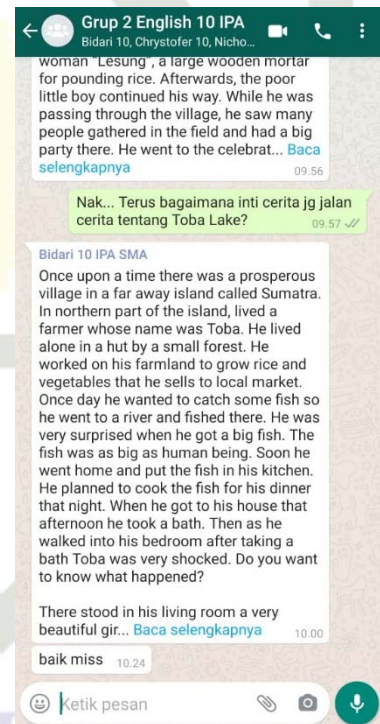 Grup 2 English 10 IPA
Bidari 10, Chrystofer 10, Nicho...
woman "Lesung", a large wooden mortar
for pounding rice. Afterwards, the poor
little boy continued his way. While he was
passing through the village, he saw many
people gathered in the field and had a big
party there. He went to the celebrat... Baca
selengkapnya
09.56
Nak... Terus bagaimana inti cerita jg jalan
cerita tentang Toba Lake?
09.57
Bidari 10 IPA SMA
Once upon a time there was a prosperous
village in a far away island called Sumatra.
In northern part of the island, lived a
farmer whose name was Toba. He lived
alone in a hut by a small forest. He
worked on his farmland to grow rice and
vegetables that he sells to local market.
Once day he wanted to catch some fish so
he went to a river and fished there. He was
very surprised when he got a big fish. The
fish was as big as human being. Soon he
went home and put the fish in his kitchen.
He planned to cook the fish for his dinner
that night. When he got to his house that
afternoon he took a bath. Then as he
walked into his bedroom after taking a
bath Toba was very shocked. Do you want
to know what happened?
There stood in his living room a very
beautiful gir... Baca selengkapnya
10.00
baik miss
10.24
Ketik pesan